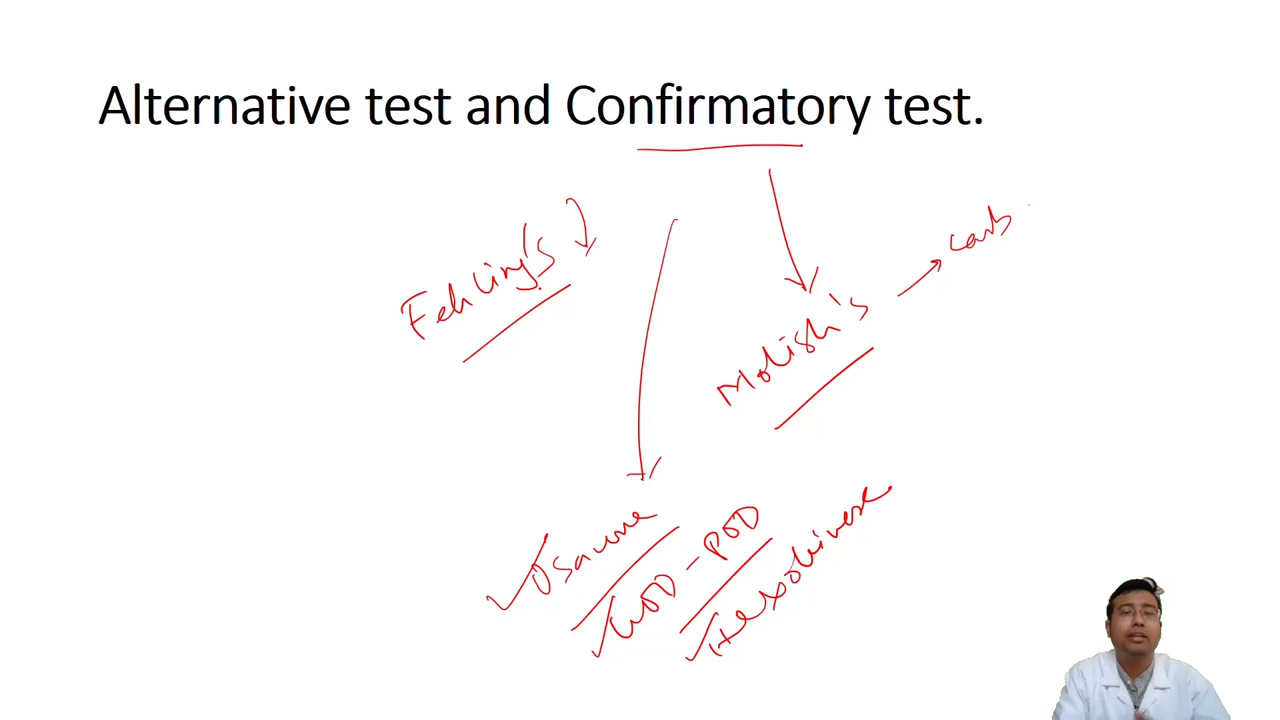 Alternative test and Confirmatory test.
Fehling's
carb
Molish's
Osazone
GOD-POD
Hexokinase